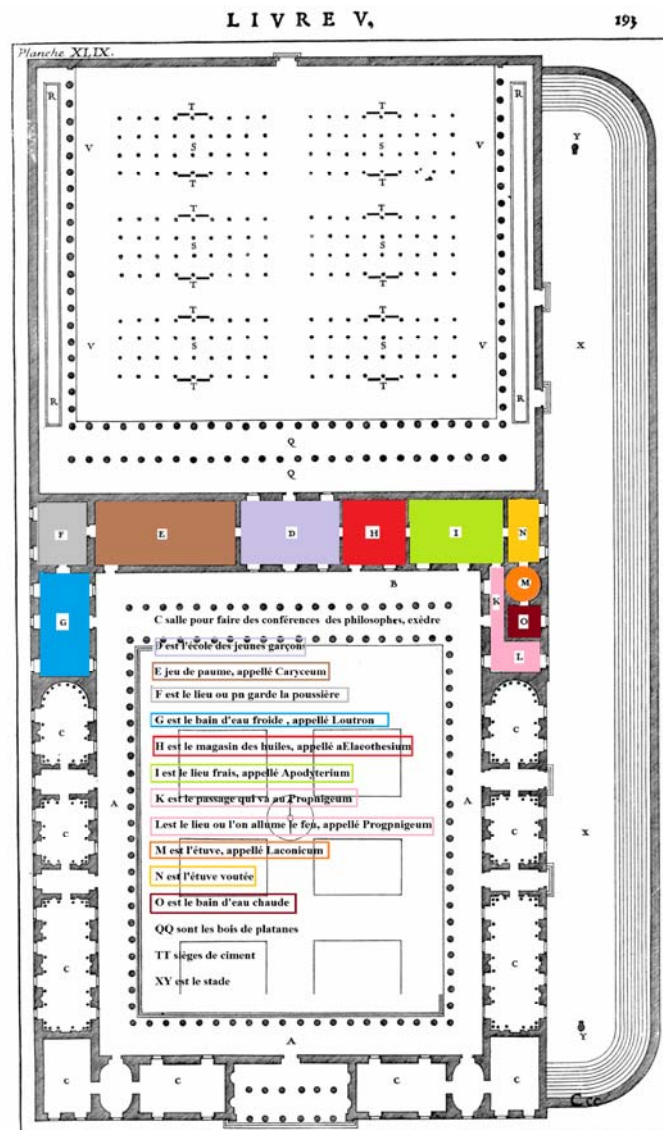 LIVRE V, 193
Planche XLIX.
R T T R
Y
V S S V
T T
T T
S S
T T
X
T T
V S S V
T T
R R
Q
Q
F E D H I N
B
K M
G O
L
C salle pour faire des conférences des philosophes, exèdre
D est l'école des jeunes garçons
E jeu de paume, appellé Caryceum
F est le lieu ou pn garde la poussière
G est le bain d'eau froide , appellé Loutron
C C
H est le magasin des huiles, appellé aElaeothesium
I est le lieu frais, appellé Apodyterium
K est le passage qui va au Propnigeum
A A
Lest le lieu ou l'on allume le feu, appellé Progpnigeum
C C X
M est l'étuve, appellé Laconicum
N est l'étuve voutée
O est le bain d'eau chaude
QQ sont les bois de platanes
TT sièges de ciment
C C
XY est le stade
Y
A
C C C C
C cc